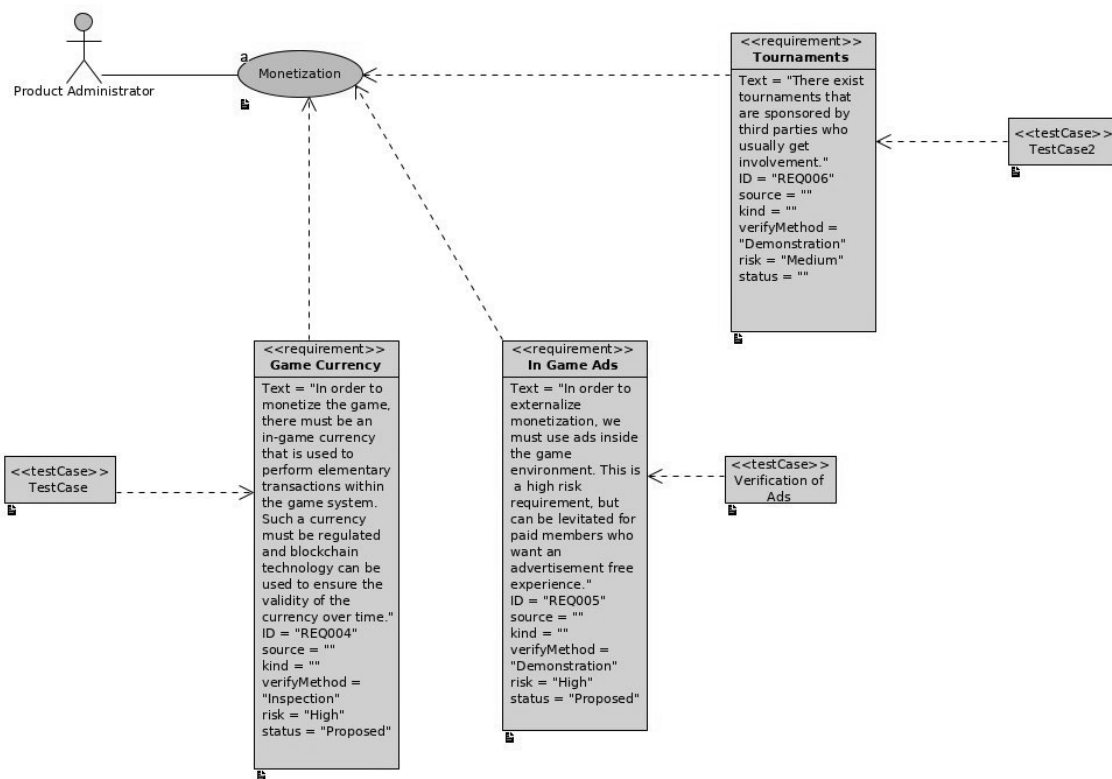 a
Monetization
Product Administrator
<<requirement>>
Tournaments
Text = "There exist
tournaments that
are sponsored by
third parties who
usually get
involvement."
ID = "REQ006"
source = ""
kind = ""
verifyMethod =
"Demonstration"
risk = "Medium"
status = ""
<<testCase>>
TestCase2
<<requirement>>
Game Currency
Text = "In order to
monetize the game,
there must be an
in-game currency
that is used to
perform elementary
transactions within
the game system.
Such a currency
must be regulated
and blockchain
technology can be
used to ensure the
validity of the
currency over time."
ID = "REQ004"
source = ""
kind = ""
verifyMethod =
"Inspection"
risk = "High"
status = "Proposed"
<<testCase>>
TestCase
<<requirement>>
In Game Ads
Text = "In order to
externalize
monetization, we
must use ads inside
the game
environment. This is
a high risk
requirement, but
can be levitated for
paid members who
want an
advertisement free
experience."
ID = "REQ005"
source = ""
kind = ""
verifyMethod =
"Demonstration"
risk = "High"
status = "Proposed"
<<testCase>>
Verification of
Ads